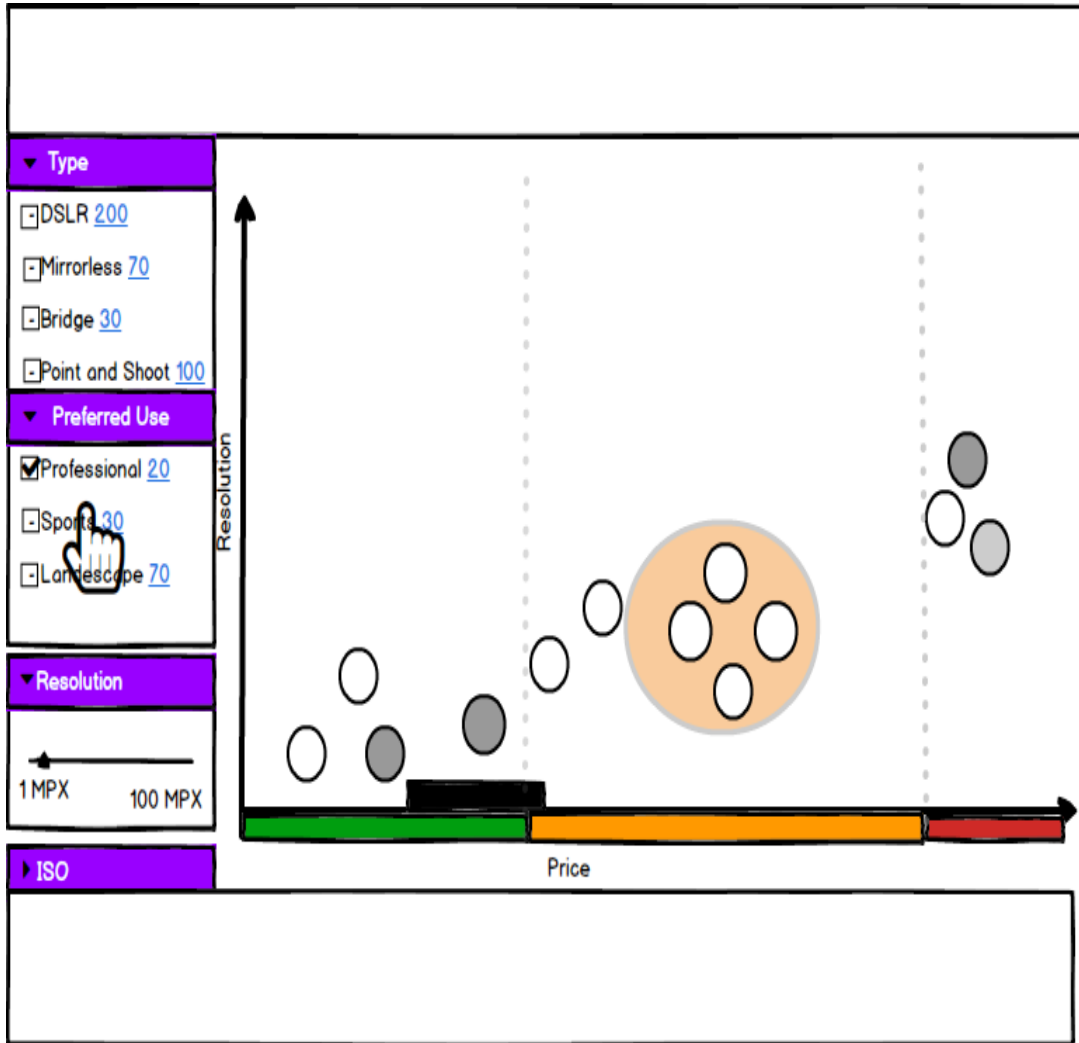 Type
DSLR 200
Mirrorless 70
Bridge 30
Point and Shoot 100
Preferred Use
Professional 20
Sports 30
Landescape 70
Resolution
1 MPX
100 MPX
ISO
Resolution
Price